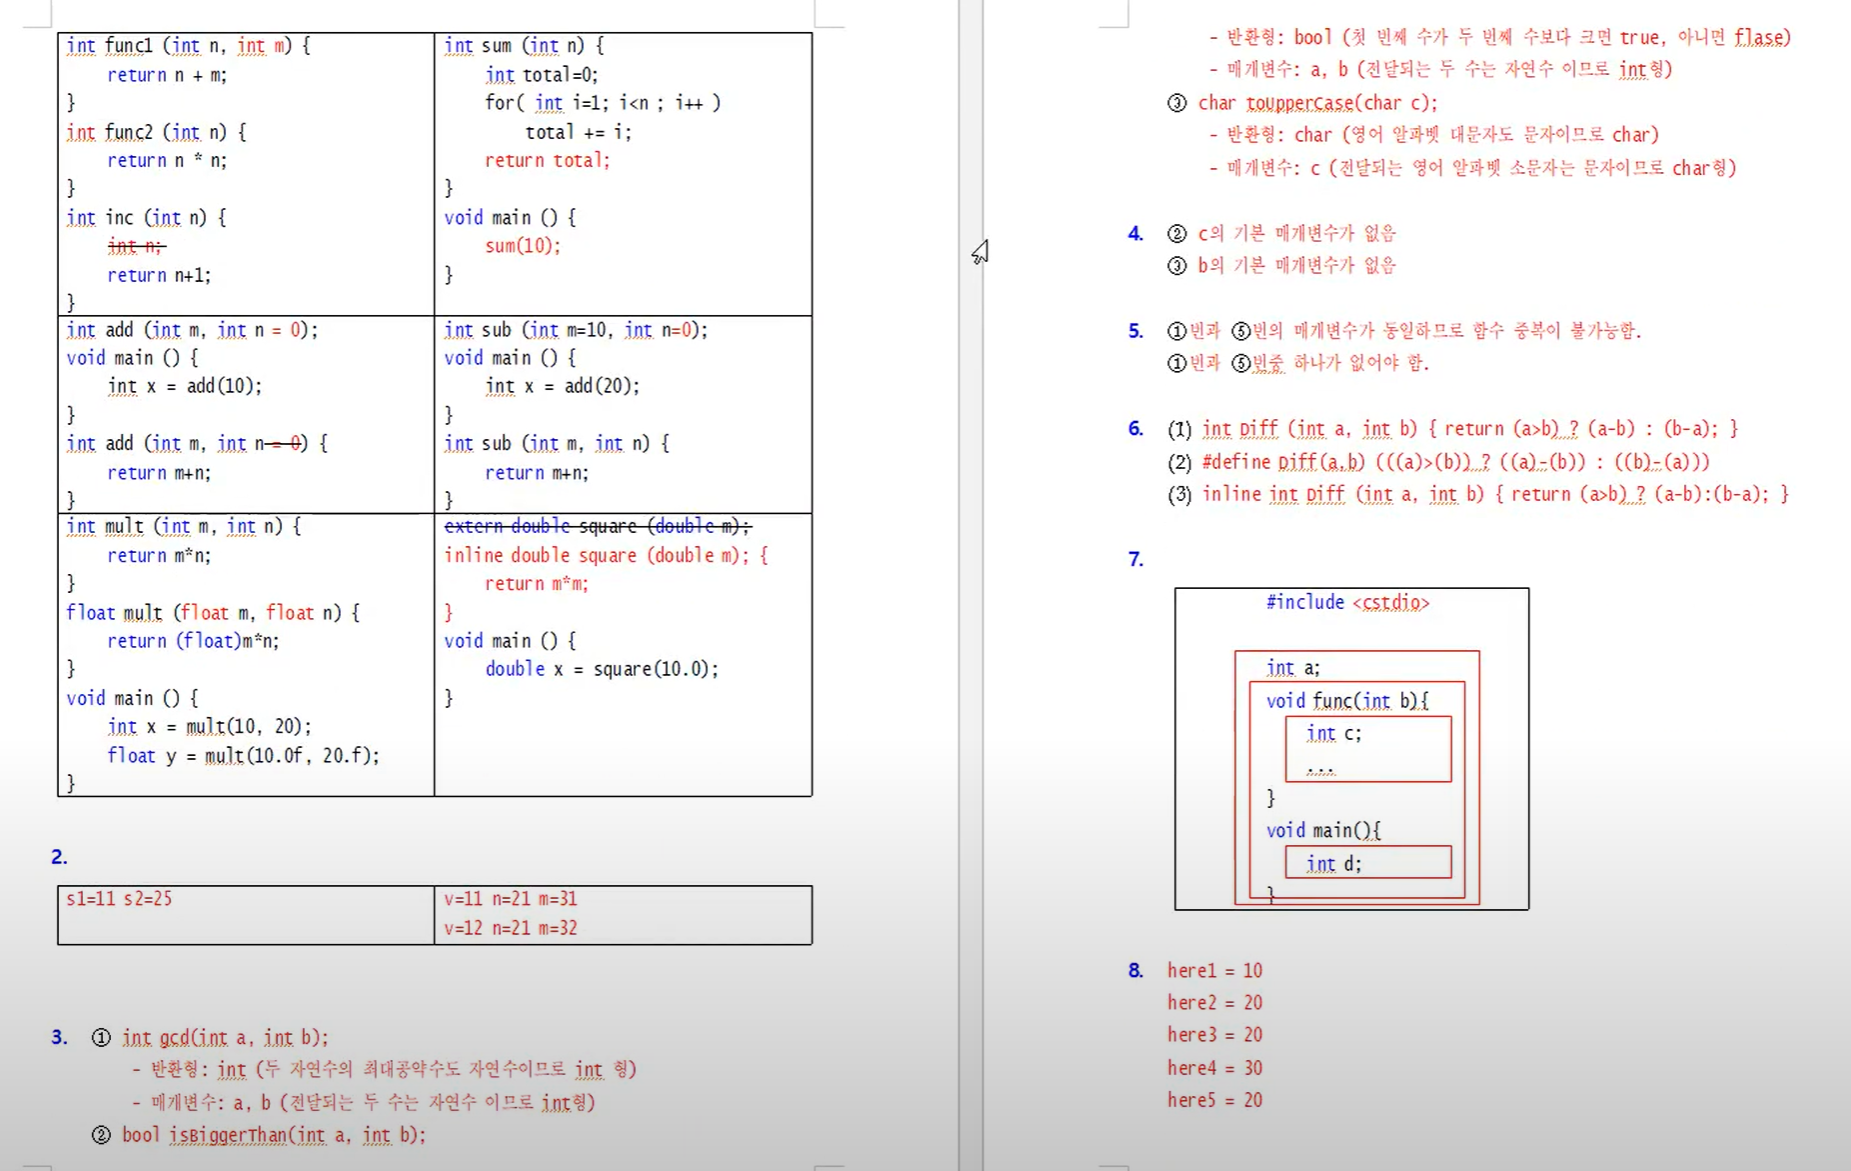 int func1 (int n, int m) {
return n + m;
}
int func2 (int n) {
return n * n;
}
int inc (int n) {
int n;
return n+1;
}
int sum (int n) {
int total=0;
for( int i=1; i<n ; i++ )
total += i;
return total;
}
void main () {
sum(10);
}
int add (int m, int n = 0);
void main () {
int x = add(10);
}
int add (int m, int n = 0) {
return m+n;
}
int sub (int m=10, int n=0);
void main () {
int x = add(20);
}
int sub (int m, int n) {
return m+n;
}
int mult (int m, int n) {
return m*n;
}
float mult (float m, float n) {
return (float)m*n;
}
void main () {
int x = mult(10, 20);
float y = mult(10.0f, 20.f);
}
extern double square (double m);
inline double square (double m); {
return m*m;
}
void main () {
double x = square(10.0);
}
2.
s1=11 s2=25
v=11 n=21 m=31
v=12 n=21 m=32
3. ① int gcd(int a, int b);
- 반환형: int (두 자연수의 최대공약수도 자연수이므로 int 형)
- 매개변수: a, b (전달되는 두 수는 자연수 이므로 int형)
② bool isBiggerThan(int a, int b);
- 반환형: bool (첫 번째 수가 두 번째 수보다 크면 true, 아니면 flase)
- 매개변수: a, b (전달되는 두 수는 자연수 이므로 int형)
③ char toUpperCase(char c);
- 반환형: char (영어 알파벳 대문자도 문자이므로 char)
- 매개변수: c (전달되는 영어 알파벳 소문자는 문자이므로 char형)
4. ② c의 기본 매개변수가 없음
③ b의 기본 매개변수가 없음
5. ①번과 ⑤번의 매개변수가 동일하므로 함수 중복이 불가능함.
①번과 ⑤번중 하나가 없어야 함.
6. (1) int Diff (int a, int b) { return (a>b) ? (a-b) : (b-a); }
(2) #define Diff(a,b) (((a)>(b)) ? ((a)-(b)) : ((b)-(a)))
(3) inline int Diff (int a, int b) { return (a>b) ? (a-b):(b-a); }
7.
#include <cstdio>
int a;
void func(int b){
int c;
...
}
void main(){
int d;
}
8. here1 = 10
here2 = 20
here3 = 20
here4 = 30
here5 = 20